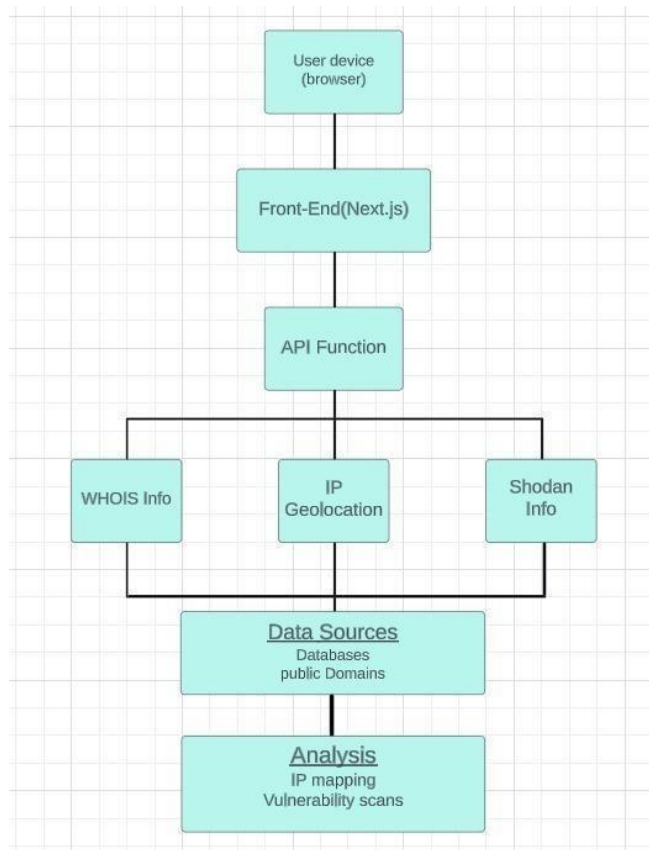 User device
(browser)
Front-End(Next.js)
API Function
WHOIS Info
IP
Geolocation
Shodan
Info
Data Sources
Databases
public Domains
Analysis
IP mapping
Vulnerability scans